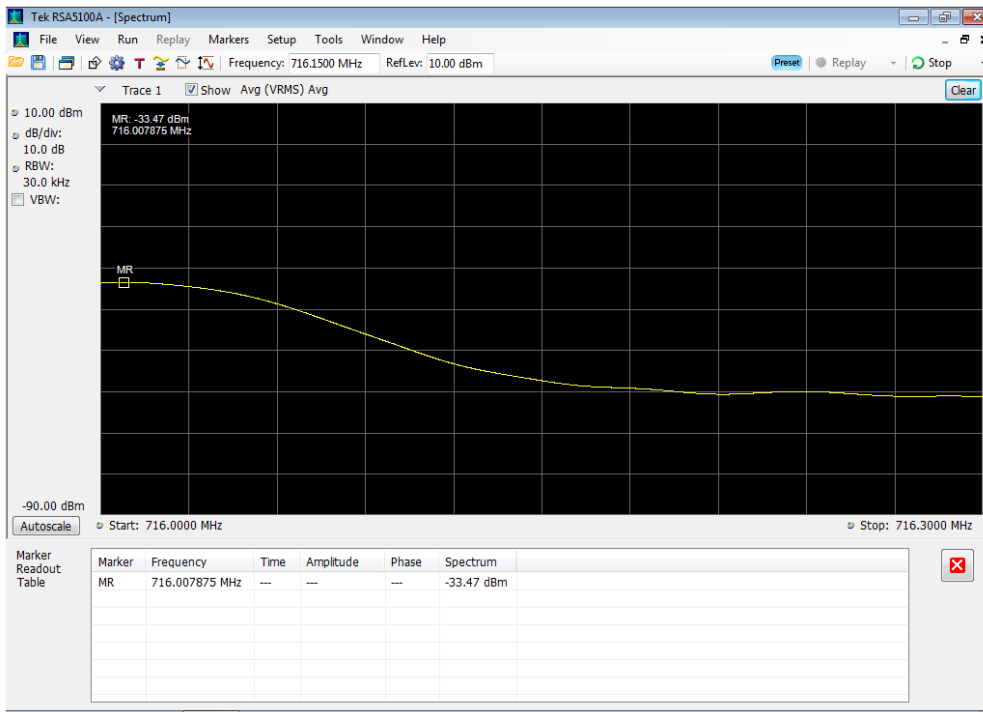 Tek RSA5100A - [Spectrum]
File View Run Replay Markers Setup Tools Window Help
T Frequency: 716.1500 MHz RefLev: 10.00 dBm Preset Replay Stop
Trace 1 Show Avg (VRMS) Avg Clear
10.00 dBm
dB/div:
10.0 dB
RBW:
30.0 kHz
VBW:
MR: -33.47 dBm
716.007875 MHz
MR
-90.00 dBm
Autoscale Start: 716.0000 MHz Stop: 716.3000 MHz
Marker
Readout
Table
Marker Frequency Time Amplitude Phase Spectrum
MR 716.007875 MHz --- --- --- -33.47 dBm